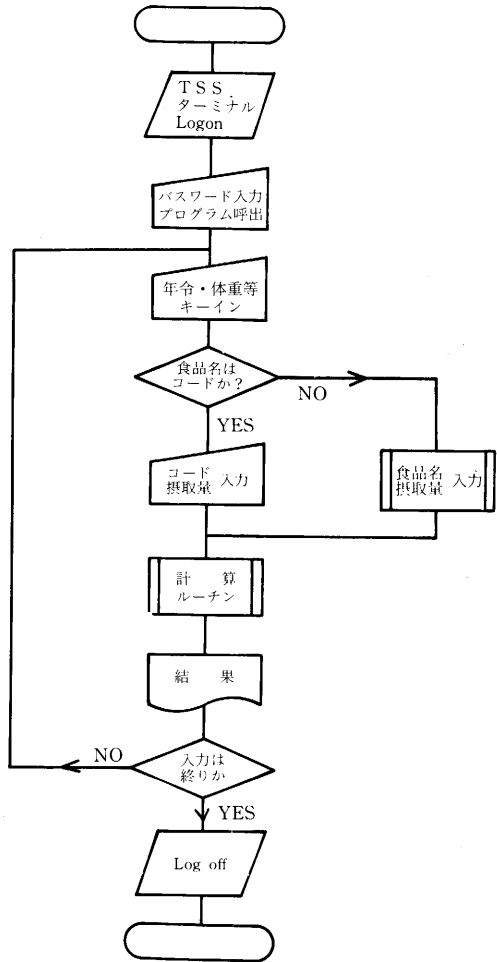 TSS
ターミナル
Logon
パスワード入力
プログラム呼出
年令・体重等
キーイン
食品名は
コードか？
NO
YES
コード
摂取量 入力
食品名
摂取量 入力
計 算
ルーチン
結 果
入力は
終りか
NO
YES
Log off